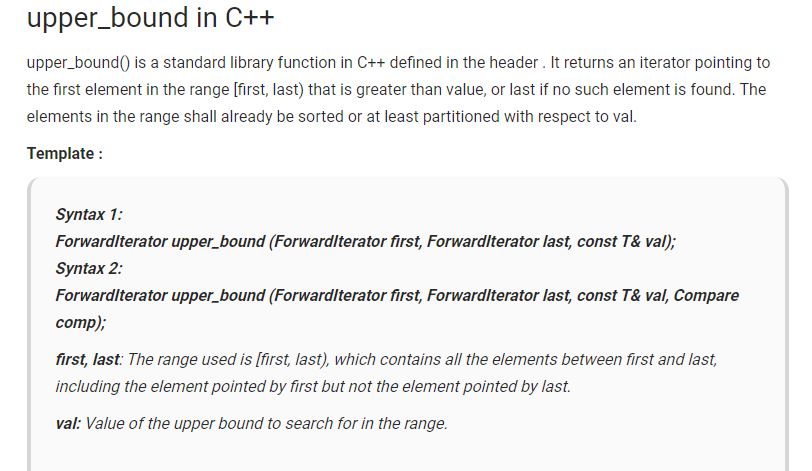 upper_bound in C++
upper_bound() is a standard library function in C++ defined in the header . It returns an iterator pointing to
the first element in the range [first, last) that is greater than value, or last if no such element is found. The
elements in the range shall already be sorted or at least partitioned with respect to val.
Template :
Syntax 1:
ForwardIterator upper_bound (ForwardIterator first, ForwardIterator last, const T& val);
Syntax 2:
ForwardIterator upper_bound (ForwardIterator first, ForwardIterator last, const T& val, Compare
comp);
first, last: The range used is [first, last), which contains all the elements between first and last,
including the element pointed by first but not the element pointed by last.
val: Value of the upper bound to search for in the range.